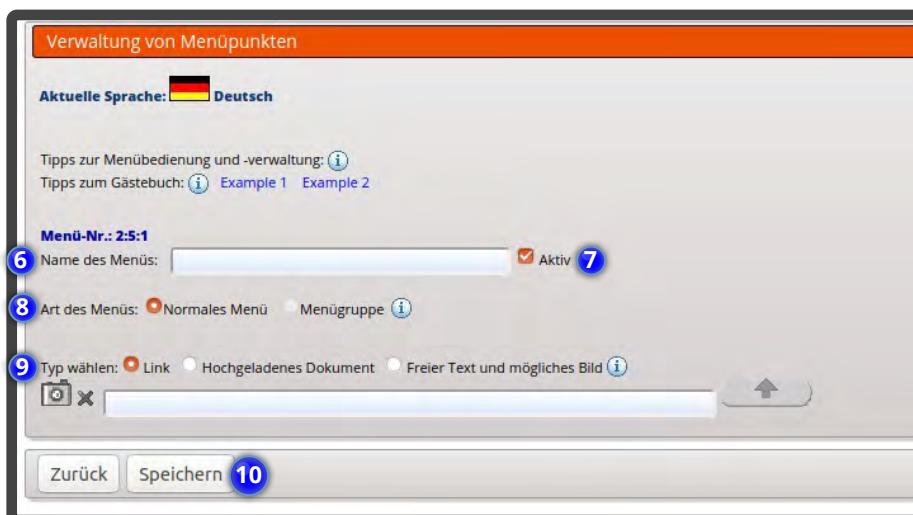 Verwaltung von Menüpunkten
Aktuelle Sprache: Deutsch
Tipps zur Menübedienung und -verwaltung: i
Tipps zum Gästebuch: i Example 1 Example 2
Menü-Nr.: 2:5:1
6 Name des Menüs: Aktiv 7
8 Art des Menüs: Normales Menü Menügruppe i
9 Typ wählen: Link Hochgeladenes Dokument Freier Text und mögliches Bild i
Zurück Speichern 10